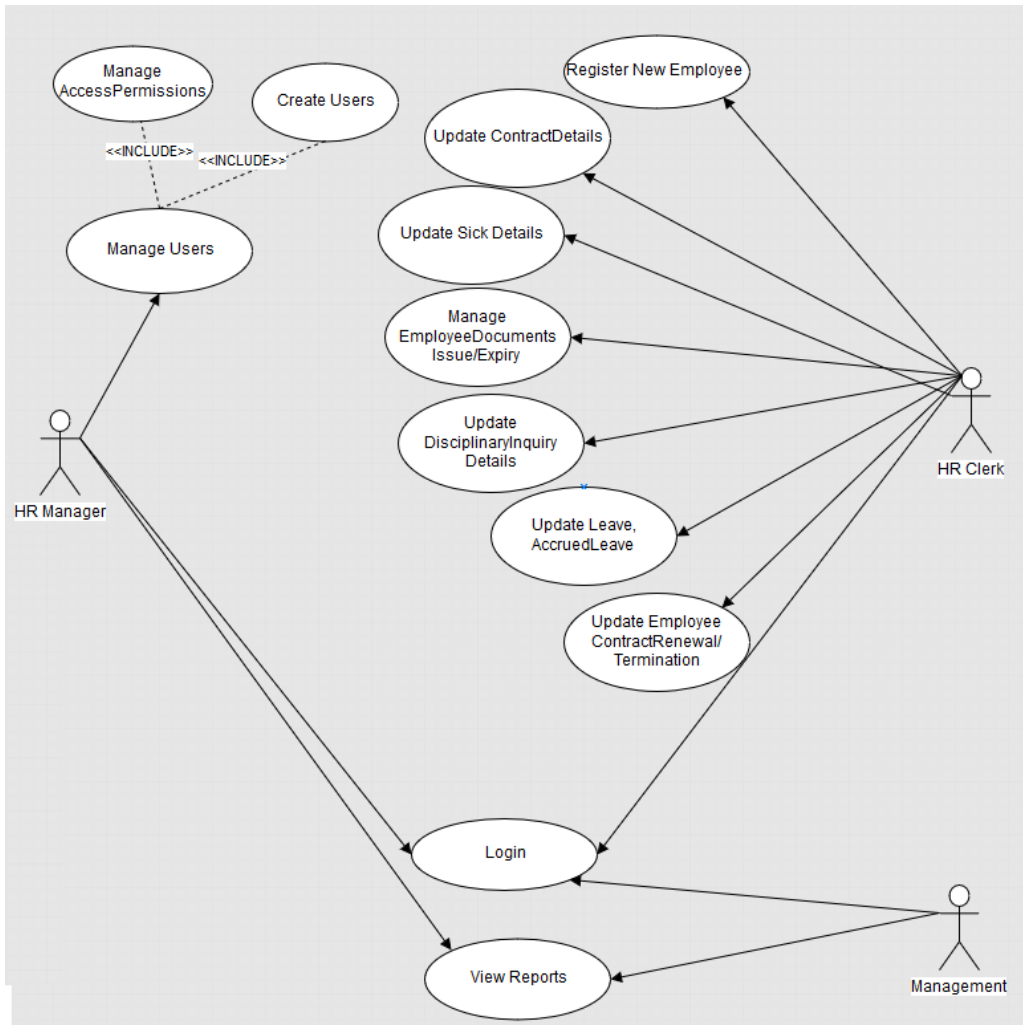 Manage
AccessPermissions
Create Users
<<INCLUDE>>
<<INCLUDE>>
Manage Users
HR Manager
Register New Employee
Update ContractDetails
Update Sick Details
Manage
EmployeeDocuments
Issue/Expiry
Update
DisciplinaryInquiry
Details
Update Leave,
AccruedLeave
Update Employee
ContractRenewal/
Termination
HR Clerk
Login
View Reports
Management